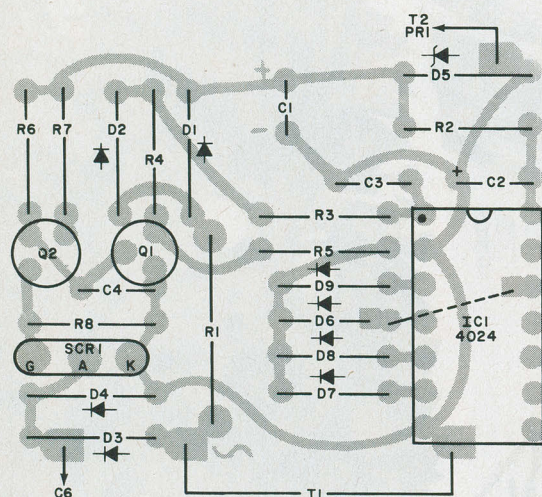 T2
PRI
D5
C1
R6
R7
D2
R4
D1
R2
C3
C2
R3
Q2
Q1
R5
D9
C4
R1
D6
IC1
4024
R8
SCR1
G A K
D8
D4
D7
D3
C6
T1